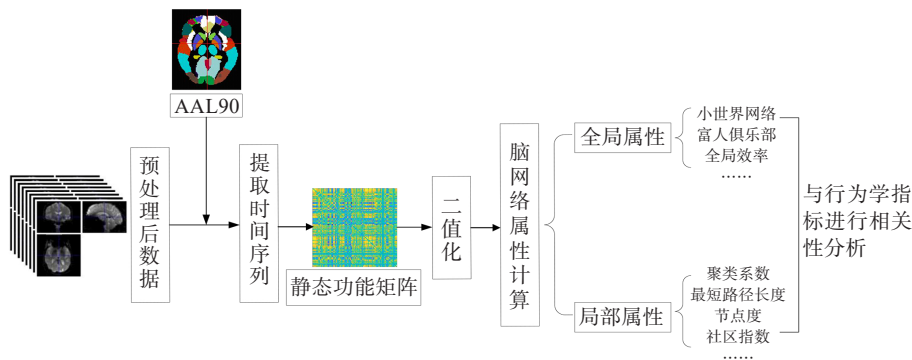 AAL90
预处理后数据
提取时间序列
静态功能矩阵
二值化
脑网络属性计算
全局属性
小世界网络
富人俱乐部
全局效率
……
局部属性
聚类系数
最短路径长度
节点度
社区指数
……
与行为学指
标进行相关
性分析